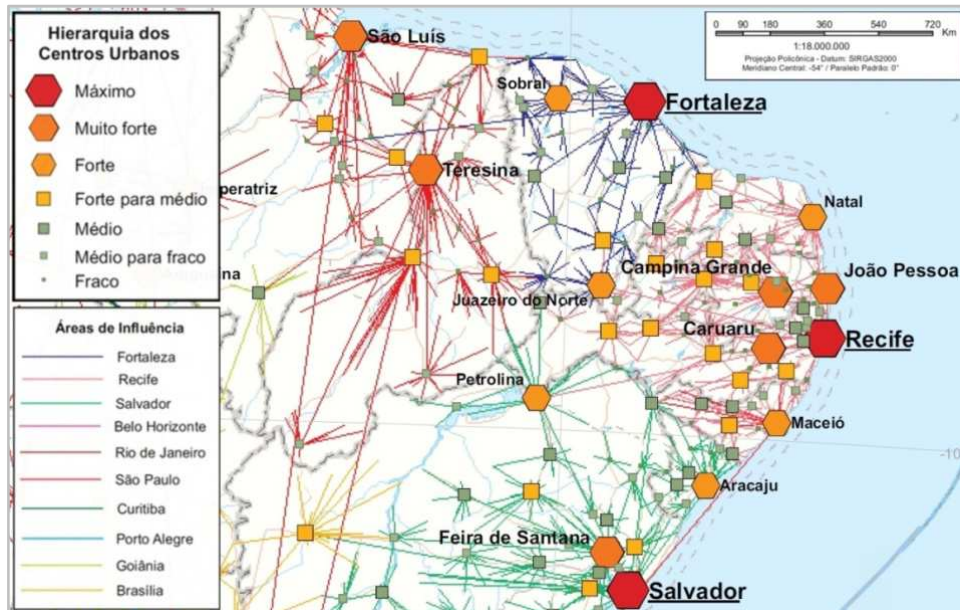 Hierarquia dos
Centros Urbanos
Máximo
Muito forte
Forte
Forte para médio
Médio
Médio para fraco
Fraco
Áreas de Influência
Fortaleza
Recife
Salvador
Belo Horizonte
Rio de Janeiro
São Paulo
Curitiba
Porto Alegre
Goiânia
Brasília
0 90 180 360 540 720
Km
1:18.000.000
Projeção Policônica - Datum: SIRGAS2000
Meridiano Central: -54° / Paralelo Padrão: 0°
São Luís
Sobral
Fortaleza
Teresina
peratriz
Natal
Campina Grande
João Pessoa
Juazeiro do Norte
Caruaru
Recife
Petrolina
Maceió
-10
Aracaju
Feira de Santana
Salvador